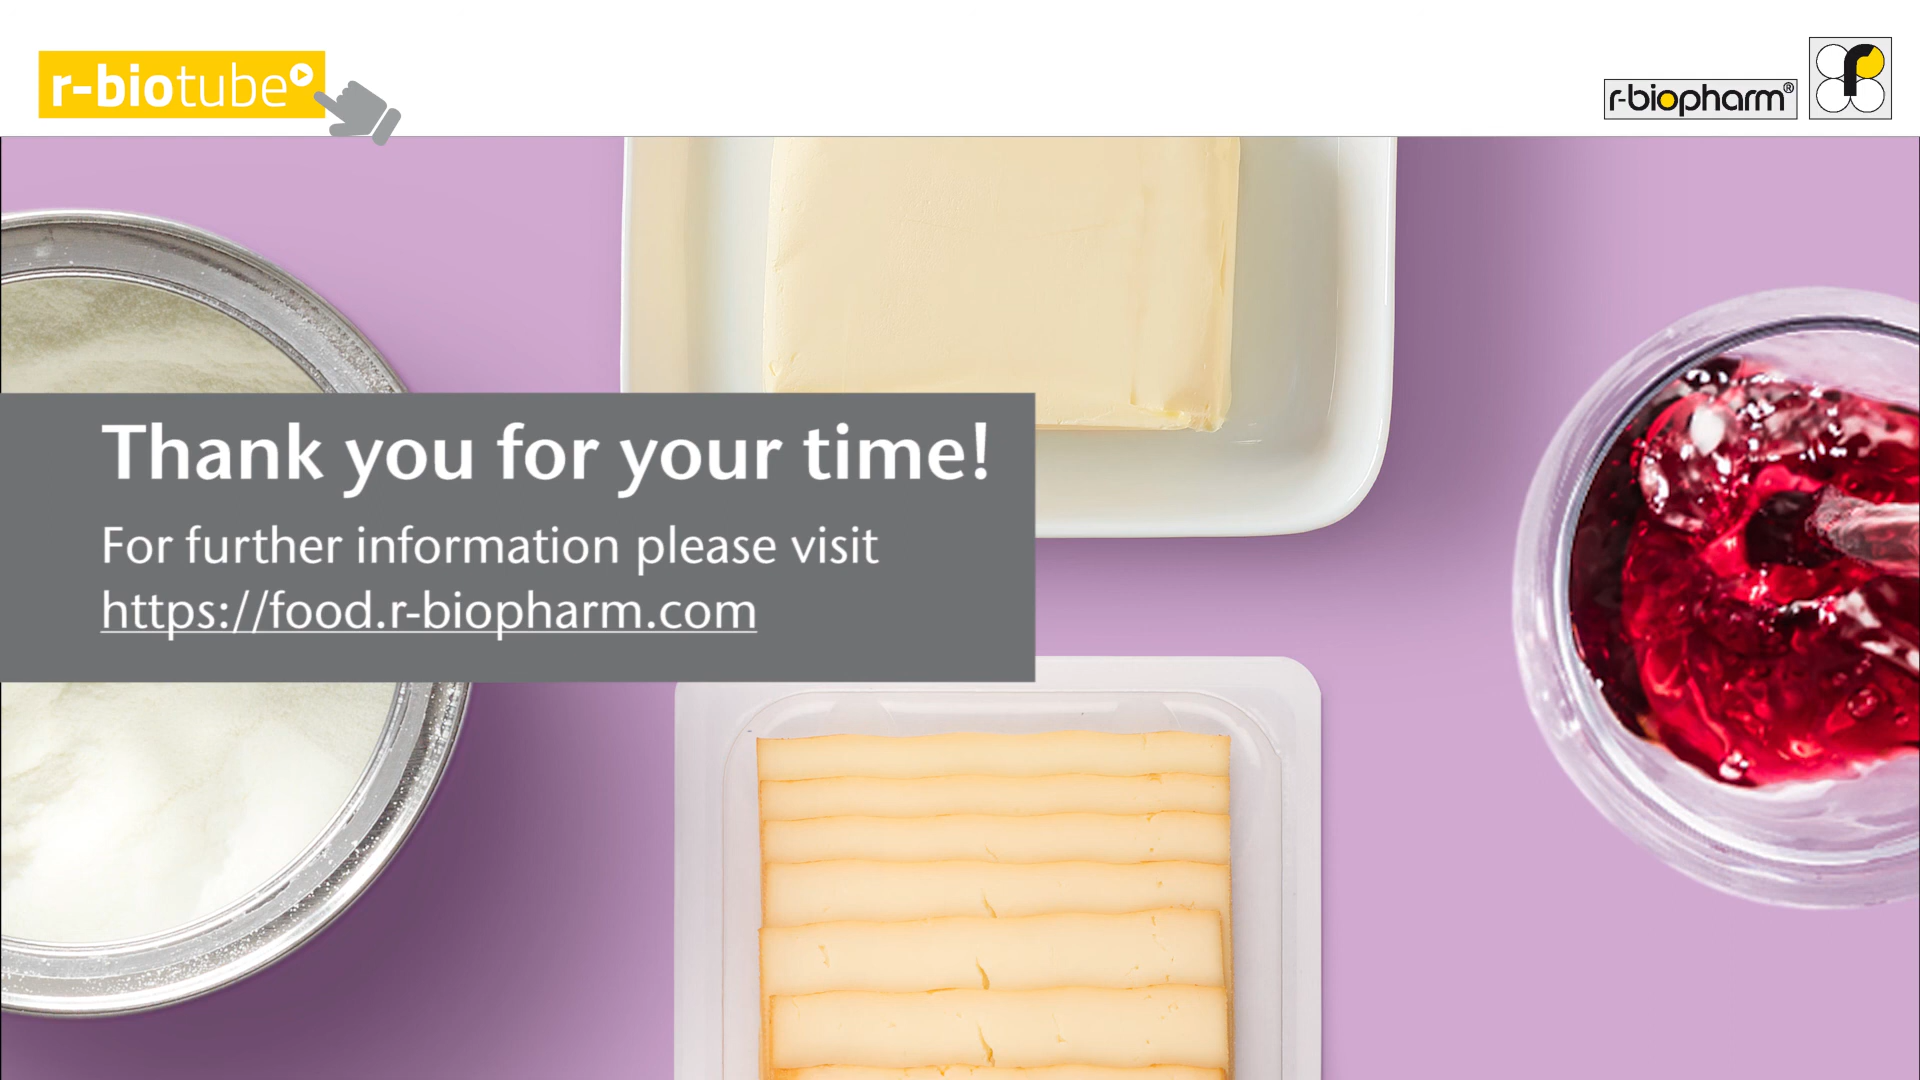 r-biotube
r-biopharm®
r
Thank you for your time!
For further information please visit
https://food.r-biopharm.com